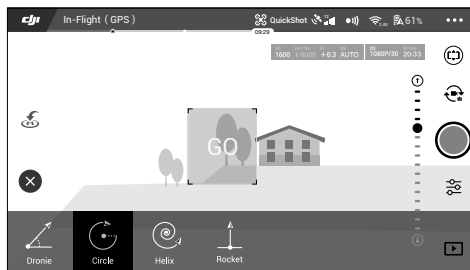 dji In-Flight ( GPS ) QuickShot 61%
09:29
1600 1/8000 +0.3 AUTO 1080P/30 20:33
GO
Dronie Circle Helix Rocket